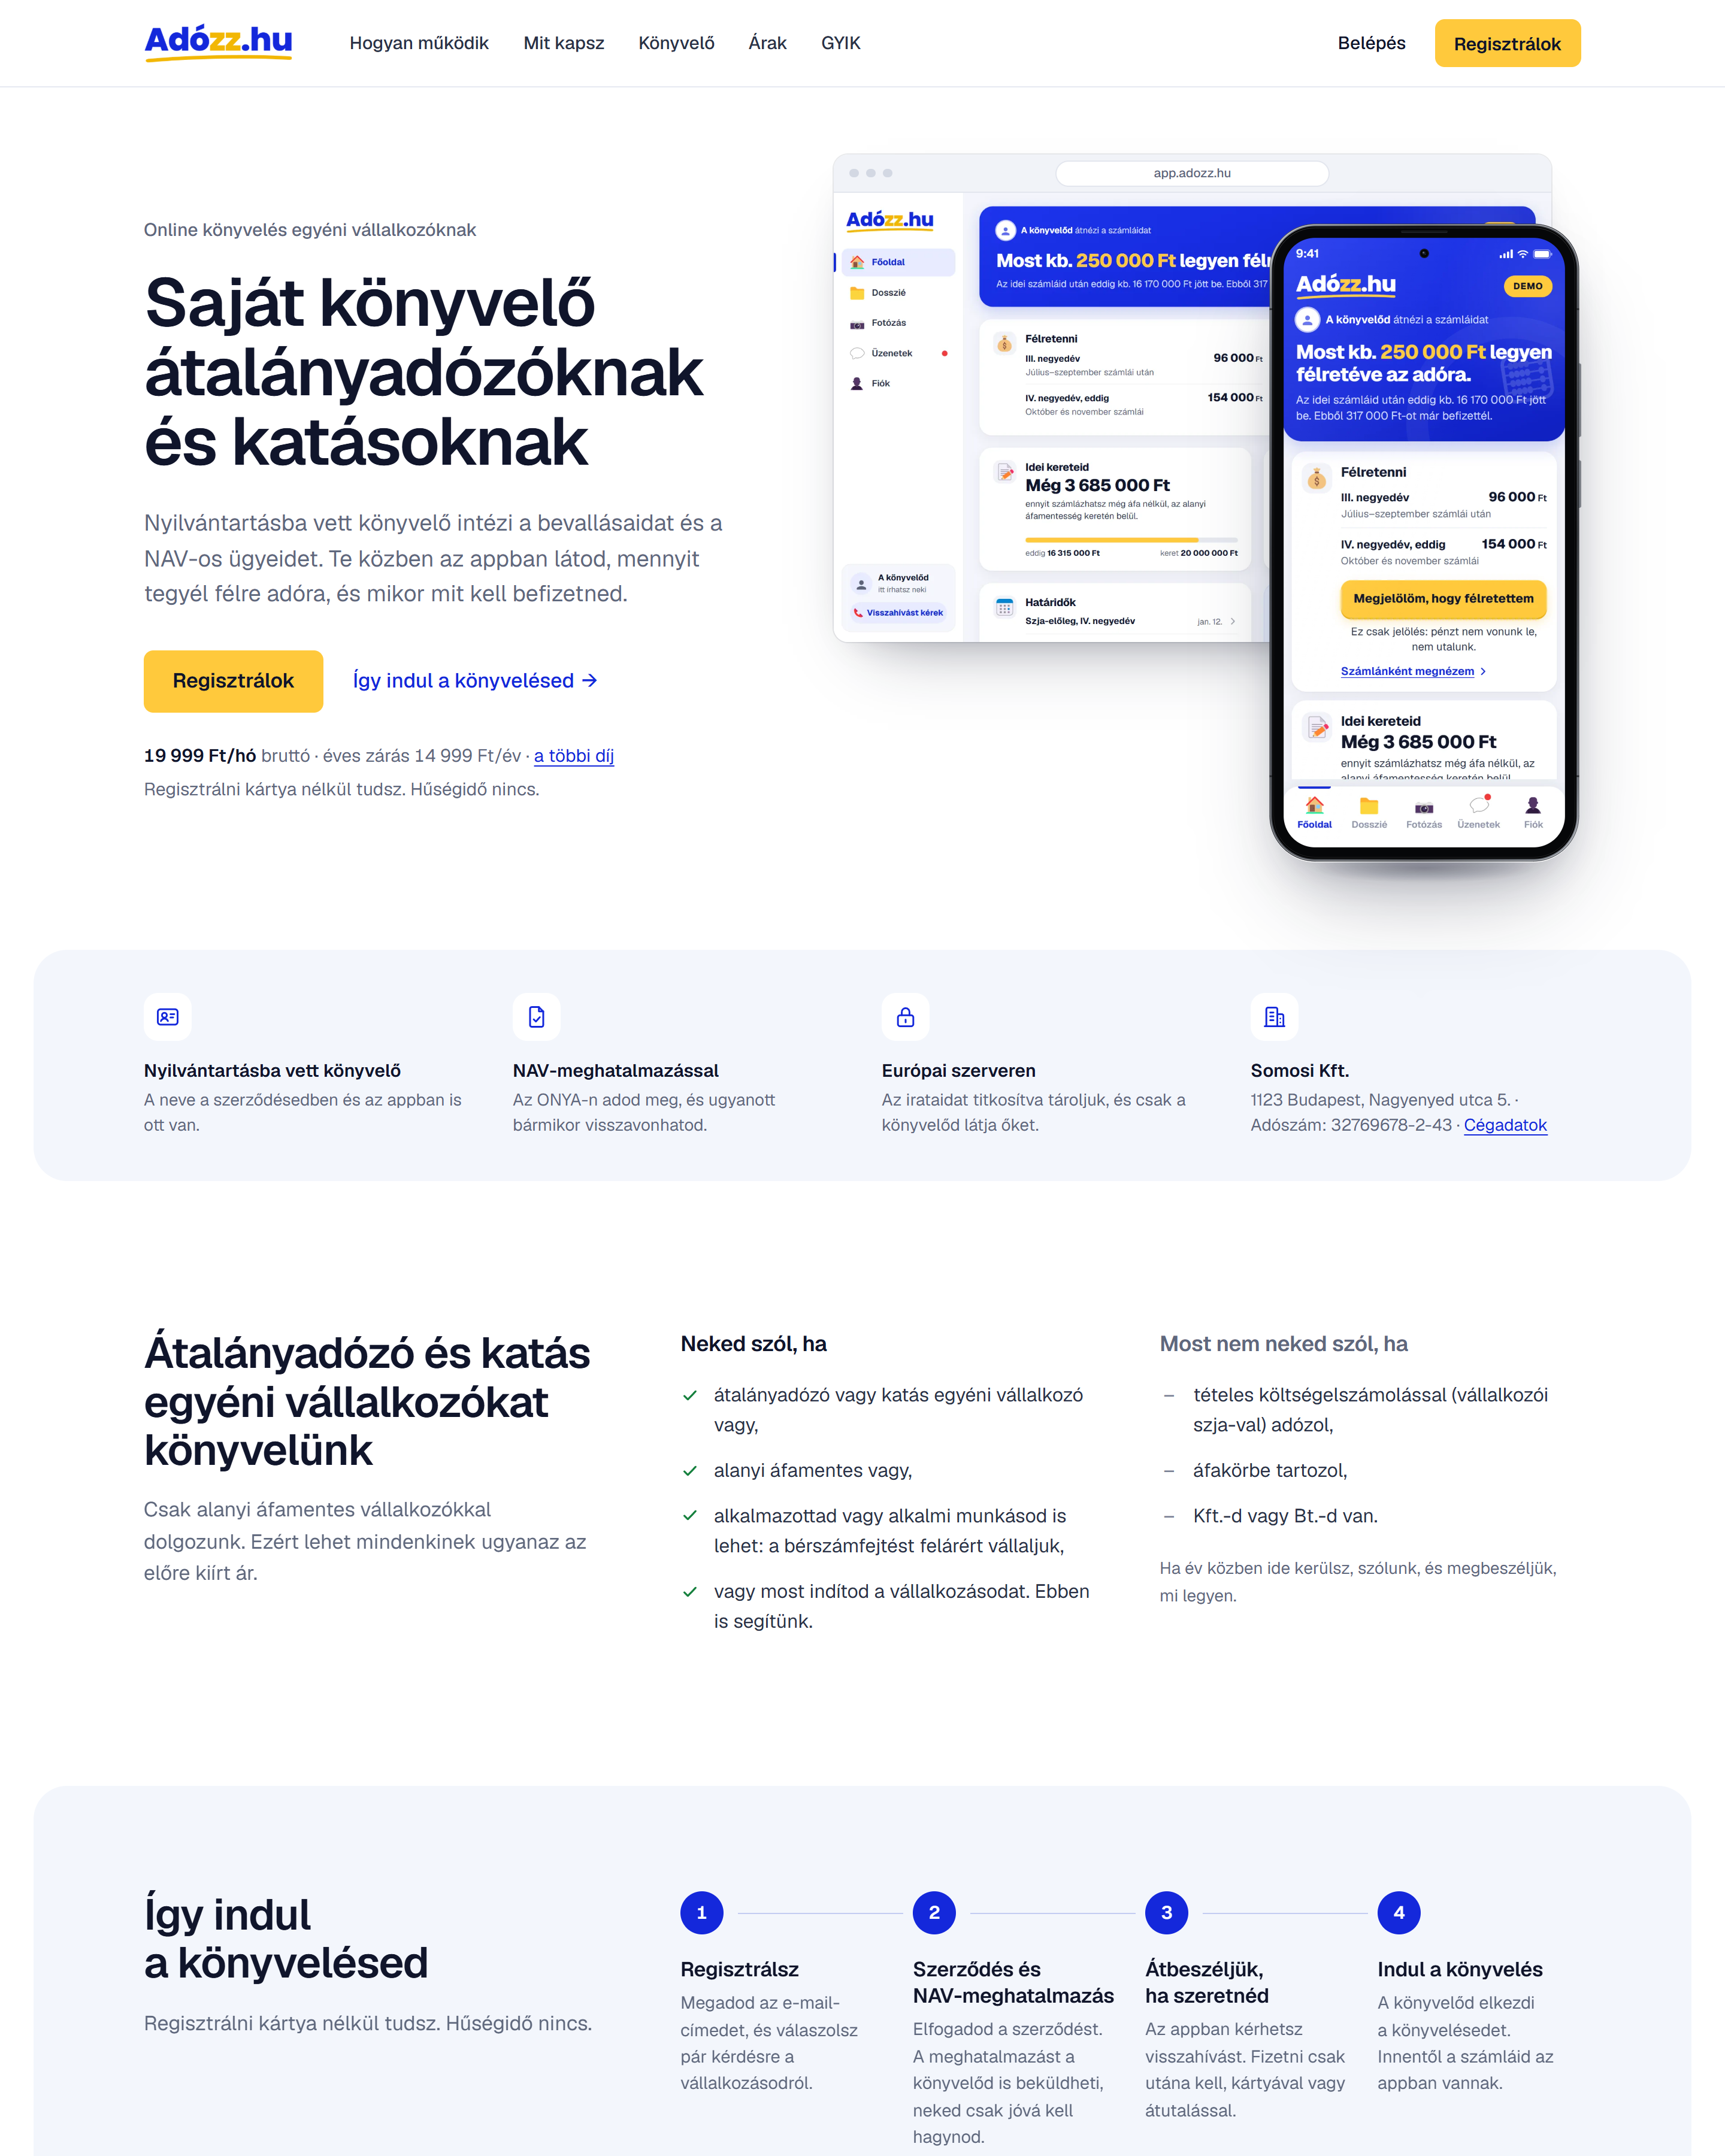 Adózz.hu
Hogyan működik
Mit kapsz
Könyvelő
Árak
GYIK
Belépés
Regisztrálok
Online könyvelés egyéni vállalkozóknak
Saját könyvelő
átalányadózóknak
és katásoknak
Nyilvántartásba vett könyvelő intézi a bevallásaidat és a
NAV-os ügyeidet. Te közben az appban látod, mennyit
tegyél félre adóra, és mikor mit kell befizetned.
Regisztrálok
Így indul a könyvelésed →
19 999 Ft/hó bruttó · éves zárás 14 999 Ft/év · a többi díj
Regisztrálni kártya nélkül tudsz. Hűségidő nincs.
app.adozz.hu
Adózz.hu
Főoldal
Dosszié
Fotózás
Üzenetek
Fiók
A könyvelőd
itt írhatsz neki
Visszahívást kérek
A könyvelőd átnézi a számláidat
Most kb. 250 000 Ft legyen félr
Az idei számláid után eddig kb. 16 170 000 Ft jött be. Ebből 317
Félretenni
III. negyedév 96 000 Ft
Július–szeptember számlái után
IV. negyedév, eddig 154 000 Ft
Október és november számlái
Idei kereteid
Még 3 685 000 Ft
ennyit számlázhatsz még áfa nélkül, az alanyi
áfamentesség keretén belül.
eddig 16 315 000 Ft keret 20 000 000 Ft
Határidők
Szja-előleg, IV. negyedév jan. 12.
9:41
Adózz.hu
DEMO
A könyvelőd átnézi a számláidat
Most kb. 250 000 Ft legyen
félretéve az adóra.
Az idei számláid után eddig kb. 16 170 000 Ft jött
be. Ebből 317 000 Ft-ot már befizettél.
Félretenni
III. negyedév 96 000 Ft
Július–szeptember számlái után
IV. negyedév, eddig 154 000 Ft
Október és november számlái
Megjelölöm, hogy félretettem
Ez csak jelölés: pénzt nem vonunk le,
nem utalunk.
Számlánként megnézem
Idei kereteid
Még 3 685 000 Ft
ennyit számlázhatsz még áfa nélkül, az
alanyi áfamentesség keretén belül.
Főoldal
Dosszié
Fotózás
Üzenetek
Fiók
Nyilvántartásba vett könyvelő
A neve a szerződésedben és az appban is
ott van.
NAV-meghatalmazással
Az ONYA-n adod meg, és ugyanott
bármikor visszavonhatod.
Európai szerveren
Az irataidat titkosítva tároljuk, és csak a
könyvelőd látja őket.
Somosi Kft.
1123 Budapest, Nagyenyed utca 5. ·
Adószám: 32769678-2-43 · Cégadatok
Átalányadózó és katás
egyéni vállalkozókat
könyvelünk
Csak alanyi áfamentes vállalkozókkal
dolgozunk. Ezért lehet mindenkinek ugyanaz az
előre kiírt ár.
Neked szól, ha
átalányadózó vagy katás egyéni vállalkozó
vagy,
alanyi áfamentes vagy,
alkalmazottad vagy alkalmi munkásod is
lehet: a bérszámfejtést felárért vállaljuk,
vagy most indítod a vállalkozásodat. Ebben
is segítünk.
Most nem neked szól, ha
– tételes költségelszámolással (vállalkozói
szja-val) adózol,
– áfakörbe tartozol,
– Kft.-d vagy Bt.-d van.
Ha év közben ide kerülsz, szólunk, és megbeszéljük,
mi legyen.
Így indul
a könyvelésed
Regisztrálni kártya nélkül tudsz. Hűségidő nincs.
1
Regisztrálsz
Megadod az e-mail-
címedet, és válaszolsz
pár kérdésre a
vállalkozásodról.
2
Szerződés és
NAV-meghatalmazás
Elfogadod a szerződést.
A meghatalmazást a
könyvelőd is beküldheti,
neked csak jóvá kell
hagynod.
3
Átbeszéljük,
ha szeretnéd
Az appban kérhetsz
visszahívást. Fizetni csak
utána kell, kártyával vagy
átutalással.
4
Indul a könyvelés
A könyvelőd elkezdi
a könyvelésedet.
Innentől a számláid az
appban vannak.